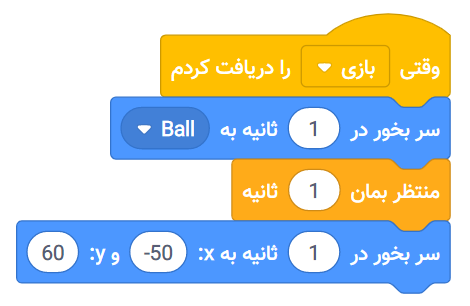 وقتی بازی را دریافت کردم
سر بخور در 1 ثانیه به Ball
منتظر بمان 1 ثانیه
سر بخور در 1 ثانیه به x: -50 و y: 60